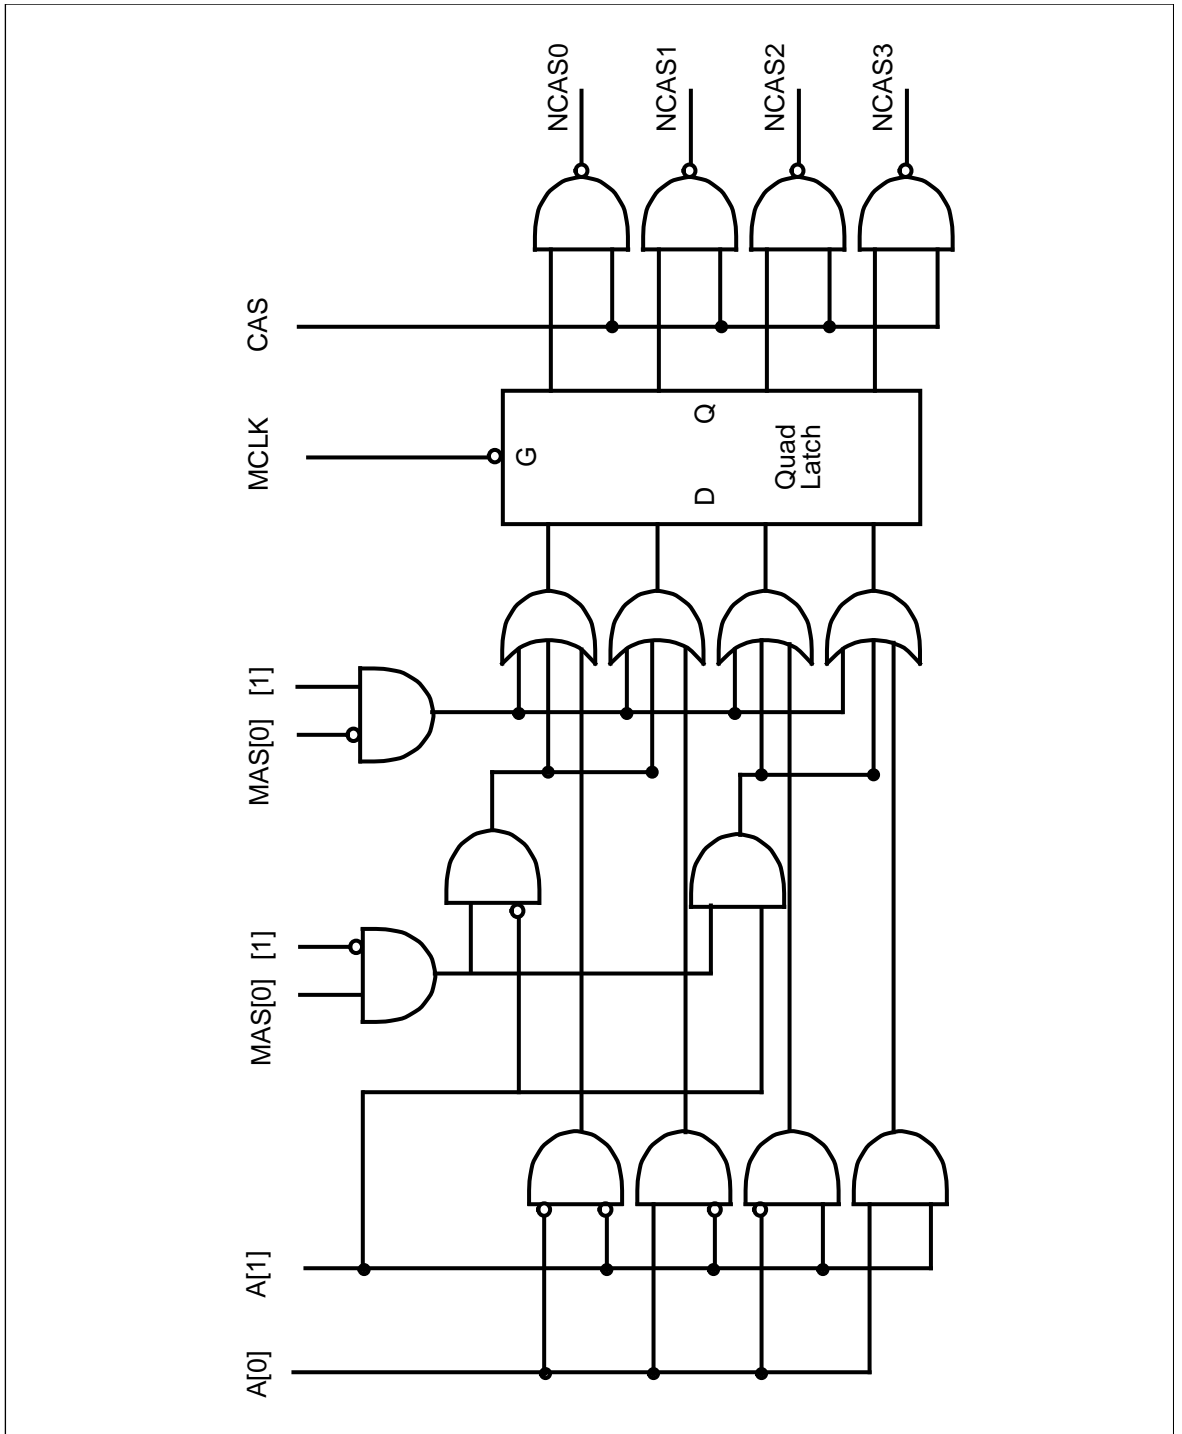 NCAS0
NCAS1
NCAS2
NCAS3
CAS
MCLK
G
Q
D
Quad
Latch
[1]
MAS[0]
[1]
MAS[0]
A[1]
A[0]